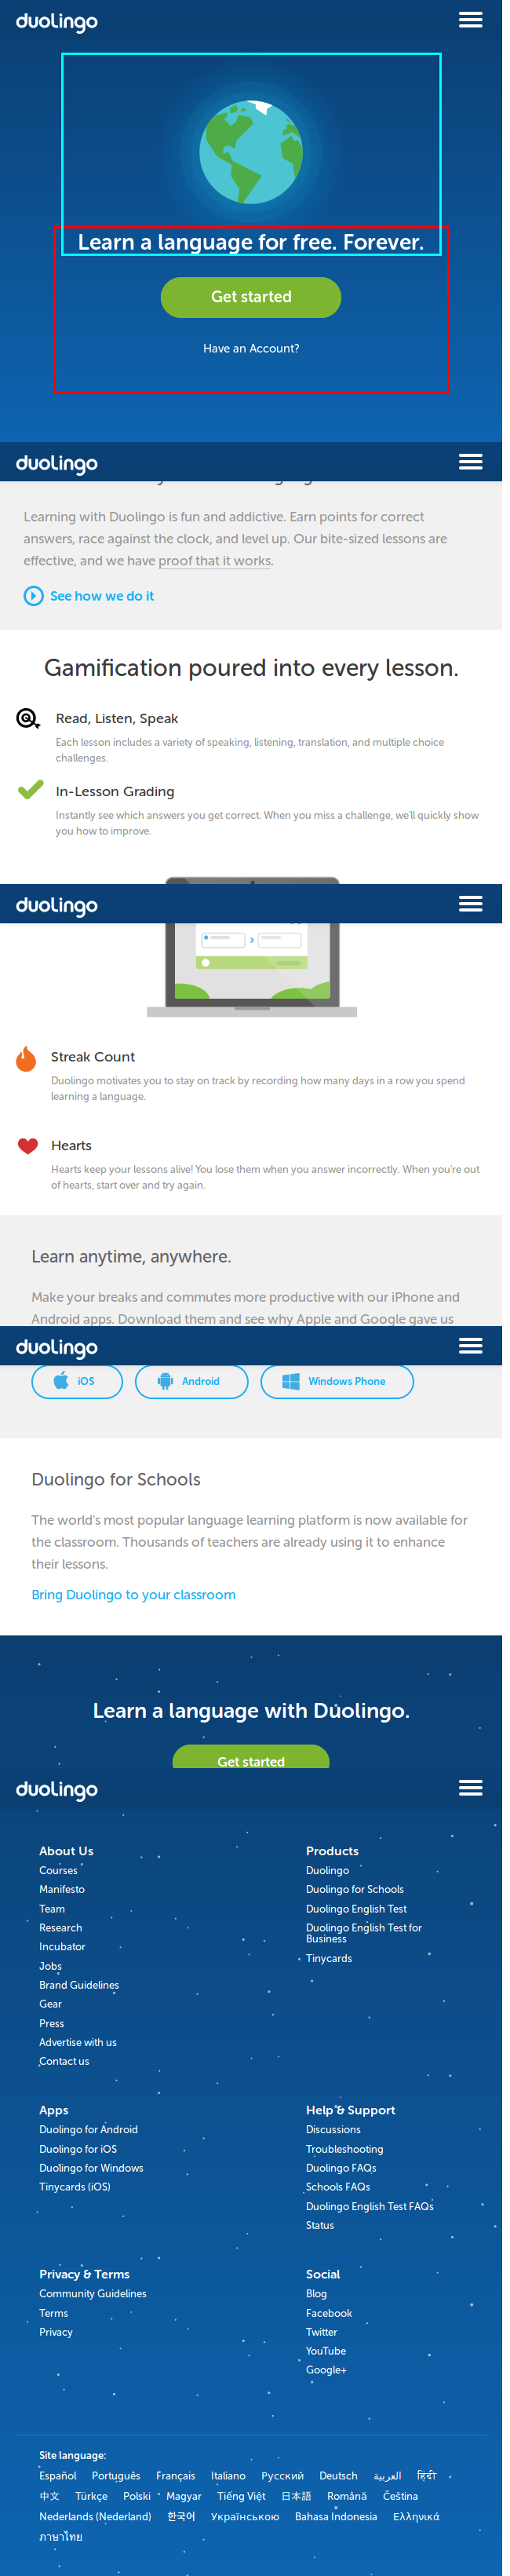 duolingo
Learn a language for free. Forever.
Get started
Have an Account?
duolingo
Learning with Duolingo is fun and addictive. Earn points for correct
answers, race against the clock, and level up. Our bite-sized lessons are
effective, and we have proof that it works.
See how we do it
Gamification poured into every lesson.
Read, Listen, Speak
Each lesson includes a variety of speaking, listening, translation, and multiple choice
challenges.
In-Lesson Grading
Instantly see which answers you get correct. When you miss a challenge, we'll quickly show
you how to improve.
duolingo
Streak Count
Duolingo motivates you to stay on track by recording how many days in a row you spend
learning a language.
Hearts
Hearts keep your lessons alive! You lose them when you answer incorrectly. When you're out
of hearts, start over and try again.
Learn anytime, anywhere.
Make your breaks and commutes more productive with our iPhone and
Android apps. Download them and see why Apple and Google gave us
duolingo
iOS Android Windows Phone
Duolingo for Schools
The world's most popular language learning platform is now available for
the classroom. Thousands of teachers are already using it to enhance
their lessons.
Bring Duolingo to your classroom
Learn a language with Duolingo.
Get started
duolingo
About Us
Courses
Manifesto
Team
Research
Incubator
Jobs
Brand Guidelines
Gear
Press
Advertise with us
Contact us
Products
Duolingo
Duolingo for Schools
Duolingo English Test
Duolingo English Test for
Business
Tinycards
Apps
Duolingo for Android
Duolingo for iOS
Duolingo for Windows
Tinycards (iOS)
Help & Support
Discussions
Troubleshooting
Duolingo FAQs
Schools FAQs
Duolingo English Test FAQs
Status
Privacy & Terms
Community Guidelines
Terms
Privacy
Social
Blog
Facebook
Twitter
YouTube
Google+
Site language:
Español Português Français Italiano Русский Deutsch العربية हिंदी
中文 Türkçe Polski Magyar Tiếng Việt 日本語 Română Čeština
Nederlands (Nederland) 한국어 Українською Bahasa Indonesia Ελληνικά
ภาษาไทย